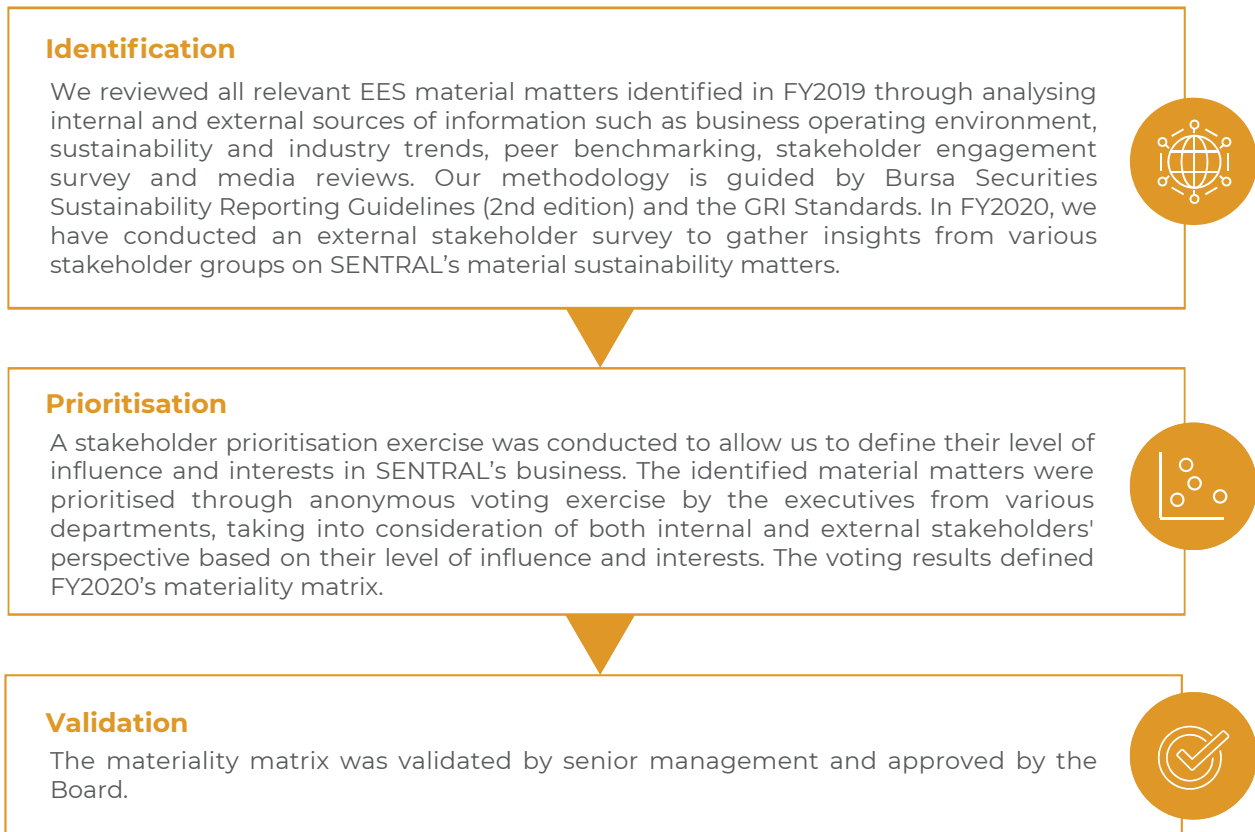 Identification
We reviewed all relevant EES material matters identified in FY2019 through analysing
internal and external sources of information such as business operating environment,
sustainability and industry trends, peer benchmarking, stakeholder engagement
survey and media reviews. Our methodology is guided by Bursa Securities
Sustainability Reporting Guidelines (2nd edition) and the GRI Standards. In FY2020, we
have conducted an external stakeholder survey to gather insights from various
stakeholder groups on SENTRAL’s material sustainability matters.
Prioritisation
A stakeholder prioritisation exercise was conducted to allow us to define their level of
influence and interests in SENTRAL’s business. The identified material matters were
prioritised through anonymous voting exercise by the executives from various
departments, taking into consideration of both internal and external stakeholders'
perspective based on their level of influence and interests. The voting results defined
FY2020’s materiality matrix.
Validation
The materiality matrix was validated by senior management and approved by the
Board.